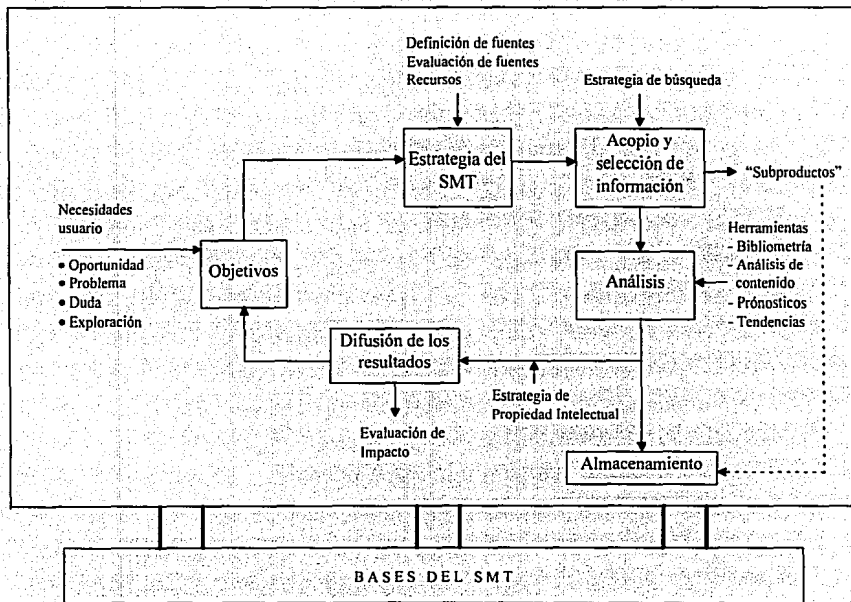 Definición de fuentes
Evaluación de fuentes
Recursos
Estrategia de búsqueda
Estrategia del
SMT
Acopio y
selección de
información
"Subproductos"
Necesidades
usuario
• Oportunidad
• Problema
• Duda
• Exploración
Objetivos
Análisis
Herramientas
- Bibliometría
- Análisis de
contenido
- Prónosticos
- Tendencias
Difusión de los
resultados
Estrategia de
Propiedad Intelectual
Evaluación de
Impacto
Almacenamiento
BASES DEL SMT